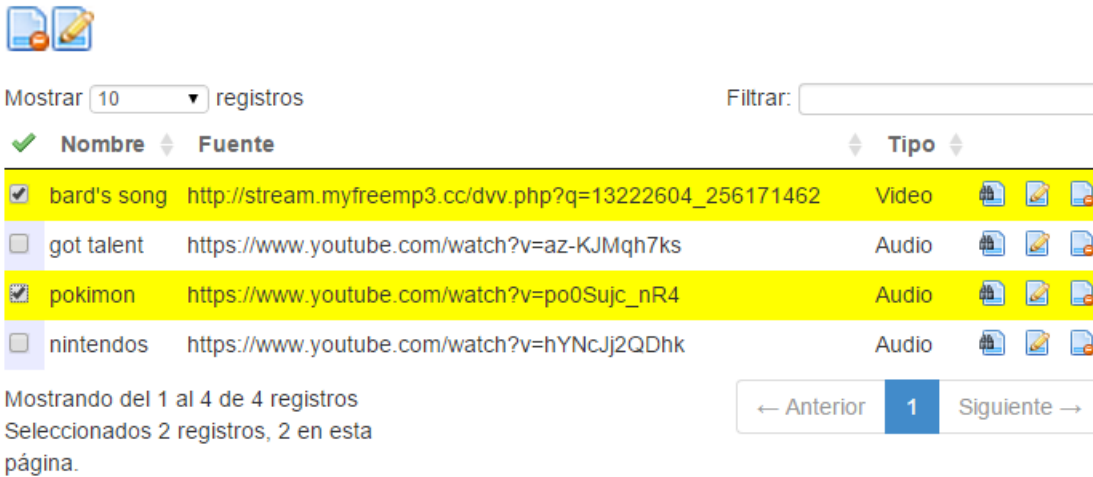 Mostrar 10 registros Filtrar:
Nombre Fuente Tipo
bard's song http://stream.myfreemp3.cc/dvv.php?q=13222604_256171462 Video
got talent https://www.youtube.com/watch?v=az-KJMqh7ks Audio
pokimon https://www.youtube.com/watch?v=po0Sujc_nR4 Audio
nintendos https://www.youtube.com/watch?v=hYNcJj2QDhk Audio
Mostrando del 1 al 4 de 4 registros
Seleccionados 2 registros, 2 en esta
página.
← Anterior 1 Siguiente →